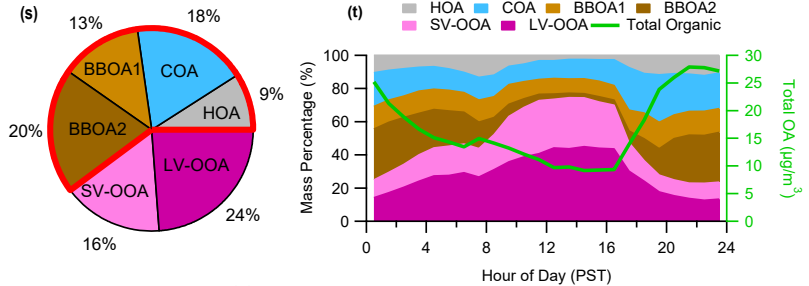 (s)
13%
18%
BBOA1
COA
9%
HOA
20%
BBOA2
LV-OOA
SV-OOA
24%
16%
(t)
HOA COA BBOA1 BBOA2
SV-OOA LV-OOA Total Organic
100
80
60
40
20
0
Mass Percentage (%)
30
25
20
15
10
5
0
Total OA (µg/m³)
0 4 8 12 16 20 24
Hour of Day (PST)